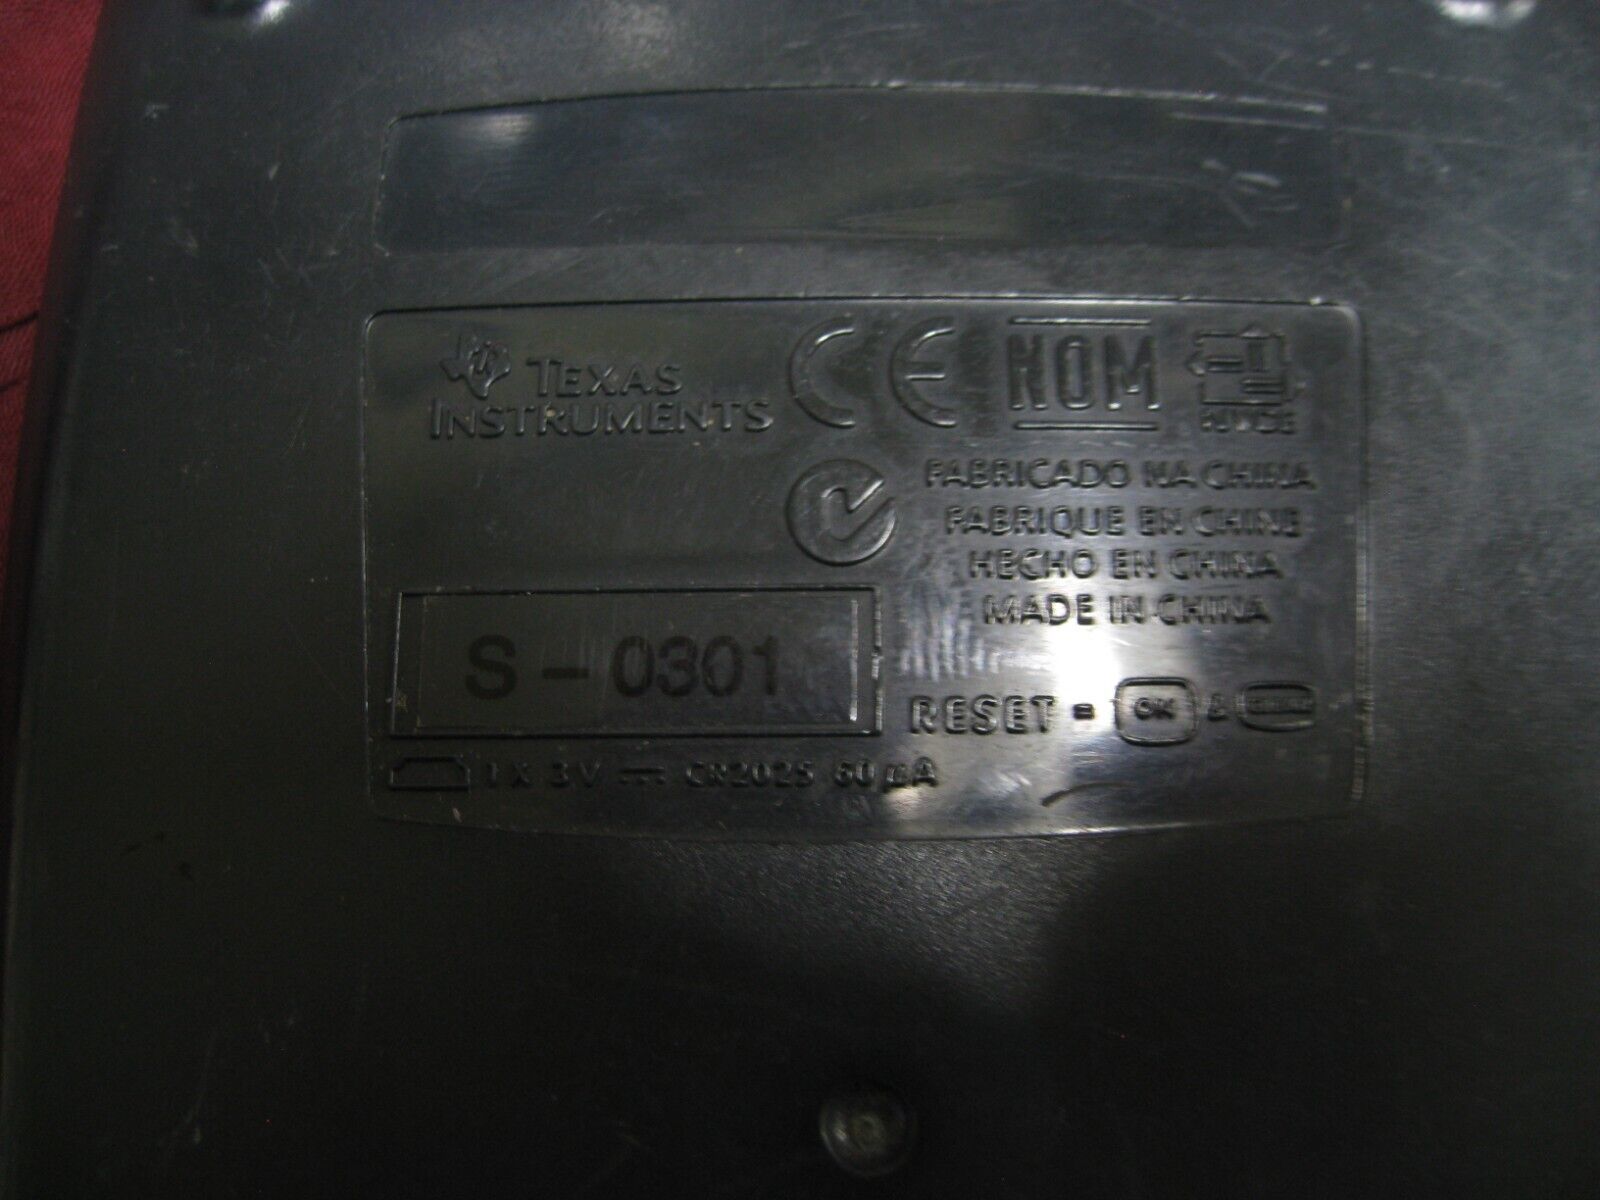 TEXAS
INSTRUMENTS
CE
NOM
FABRICADO NA CHINA
FABRIQUE EN CHINE
HECHO EN CHINA
MADE IN CHINA
S - 0301
RESET = OK &
1 X 3V CR2025 60 µA